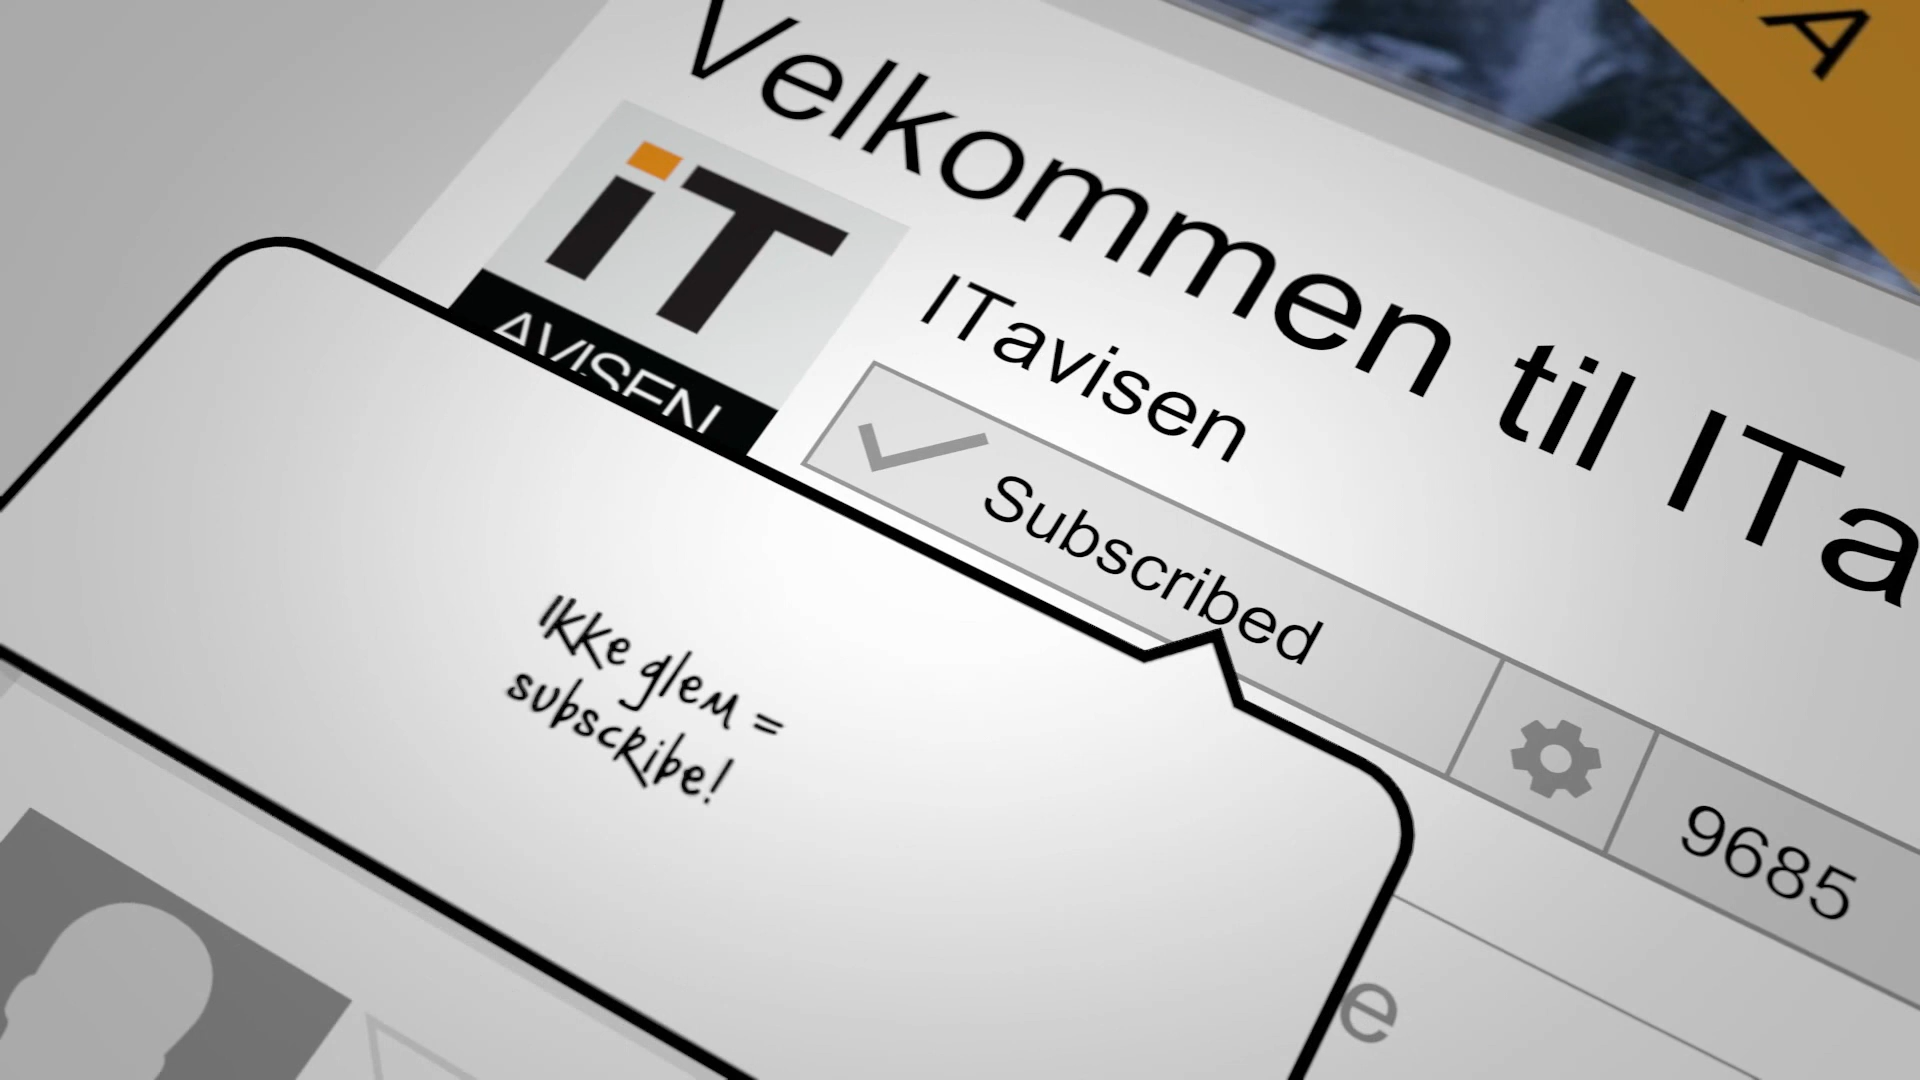 A
Velkommen til ITa
iT
AVISEN
ITavisen
Subscribed
9685
Ikke glem =
subscribe!
e